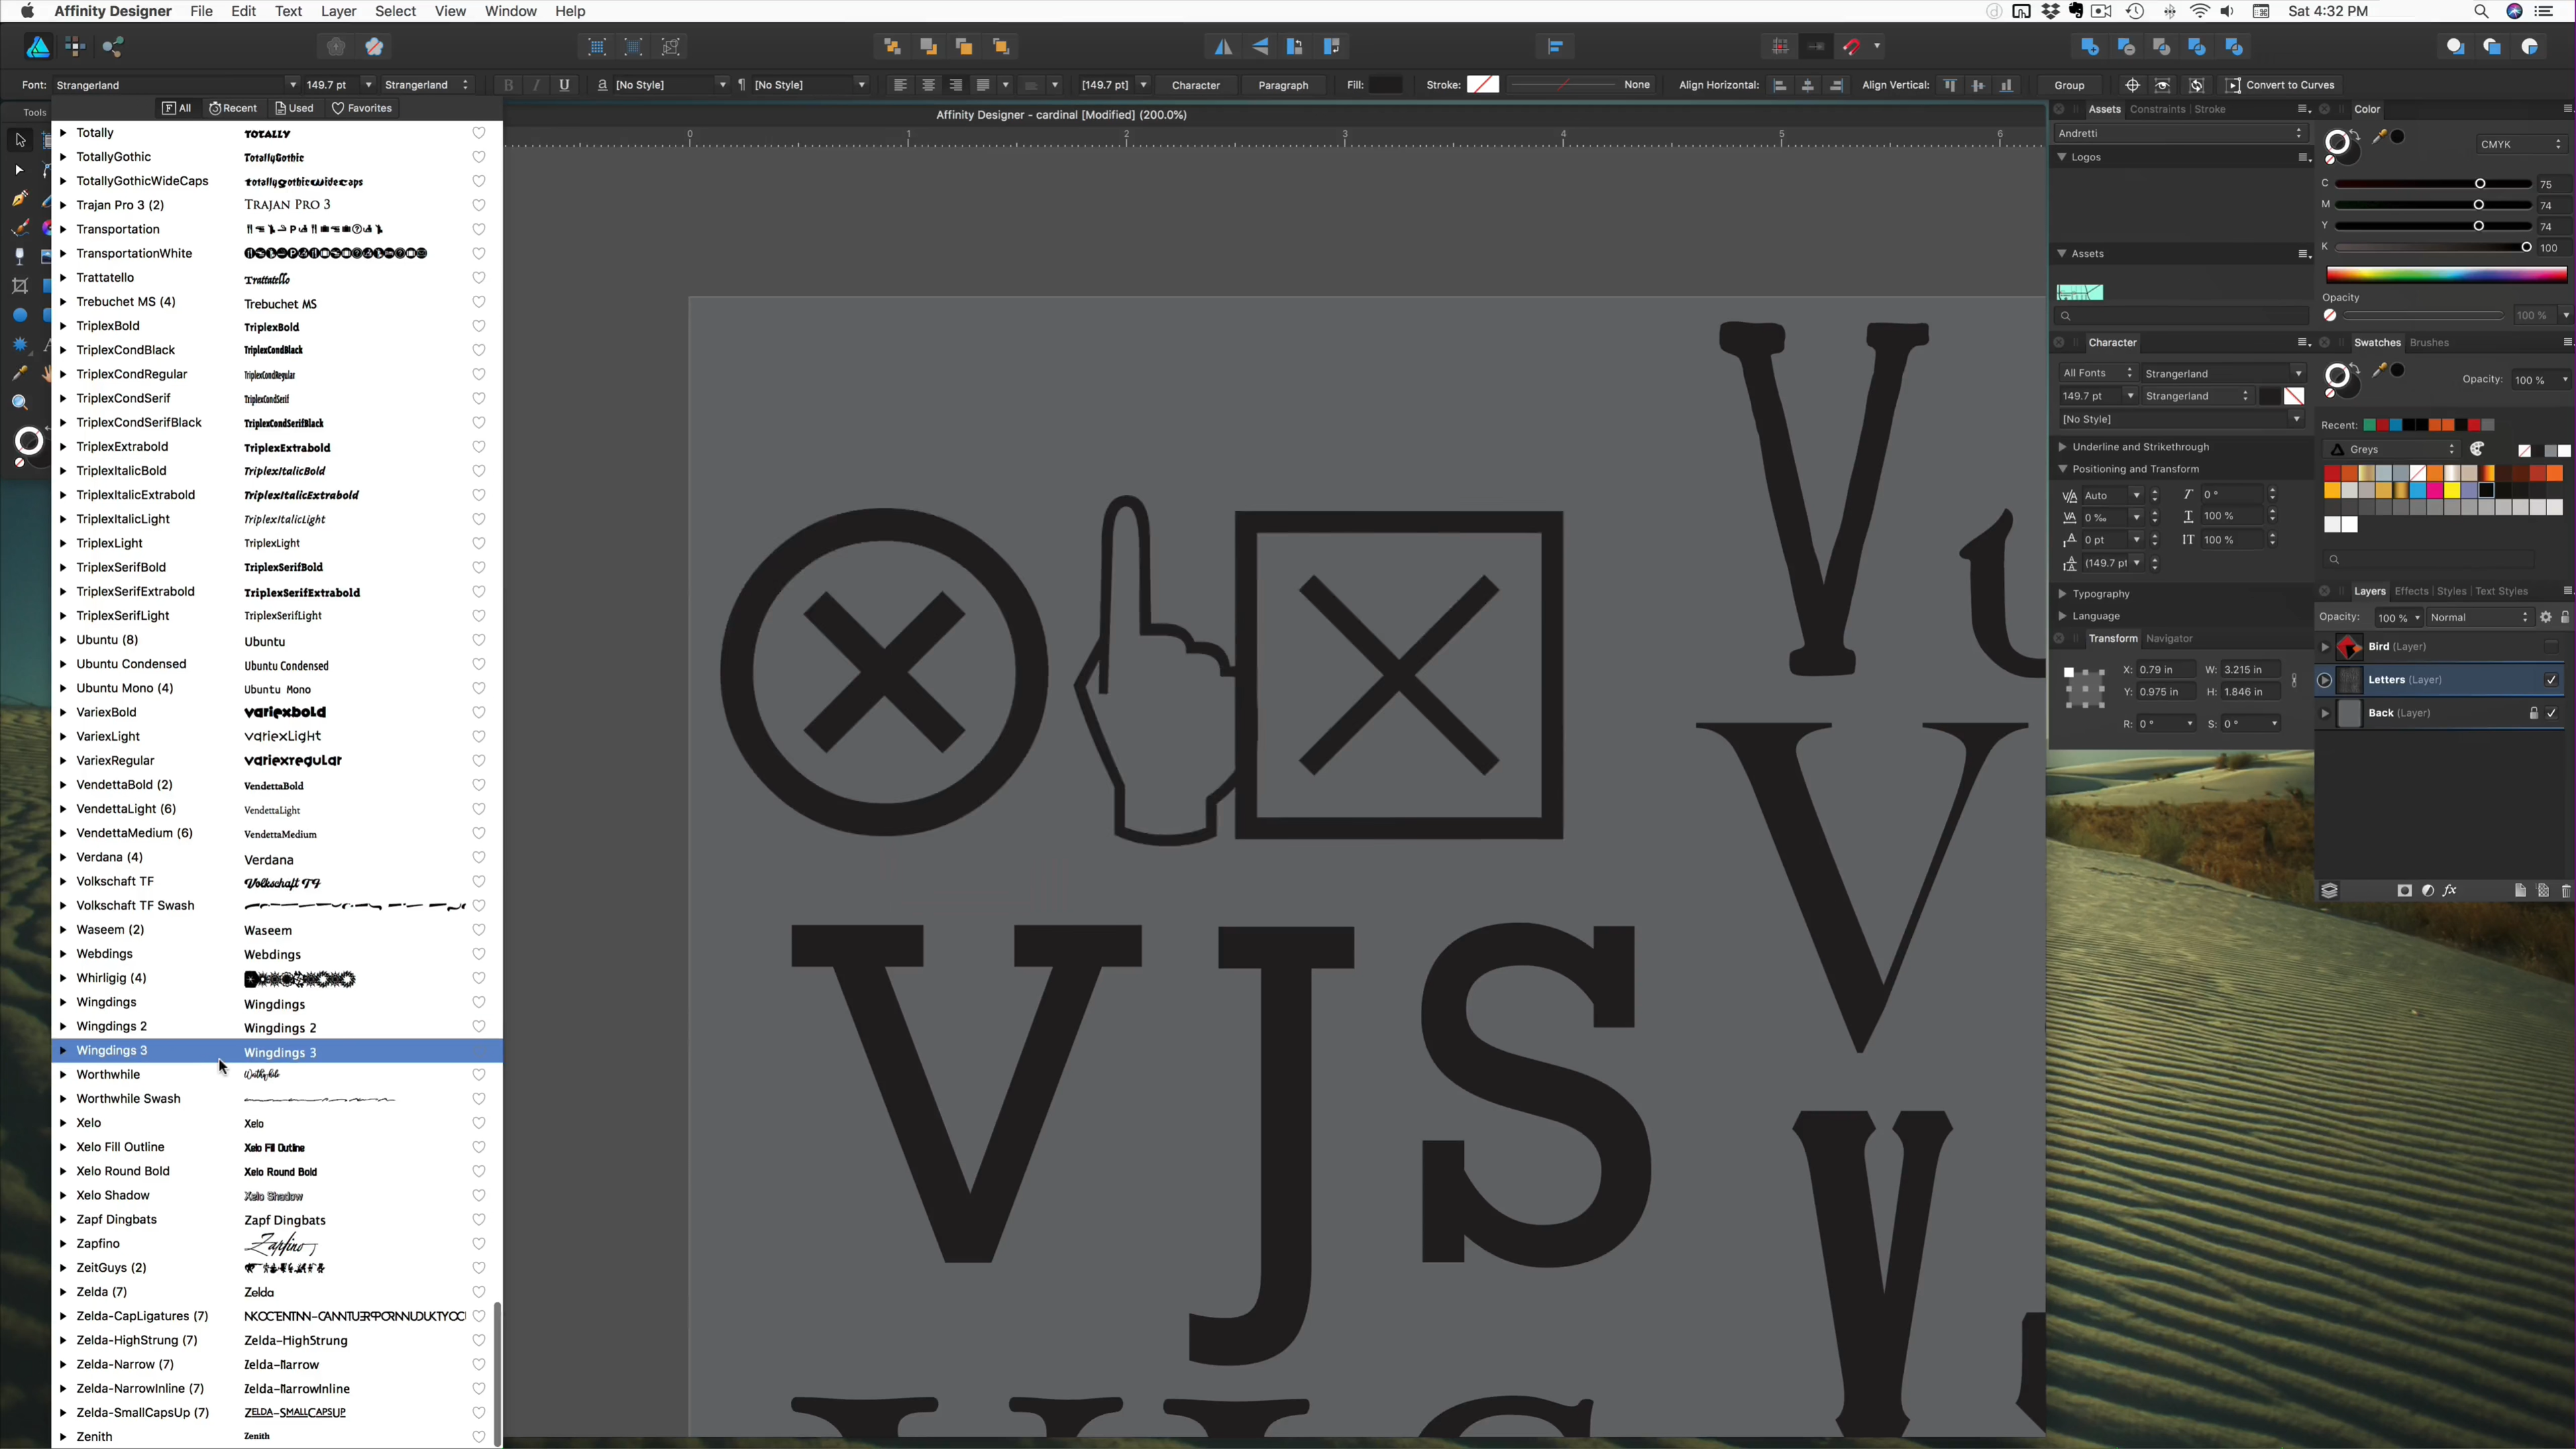 Affinity Designer File Edit Text Layer Select View Window Help Sat 4:32 PM
Font: Strangerland 149.7 pt Strangerland B I U a [No Style] ¶ [No Style] [149.7 pt] Character Paragraph Fill: Stroke: None Align Horizontal: Align Vertical: Group Convert to Curves
Tools
All Recent Used Favorites
Affinity Designer - cardinal [Modified] (200.0%)
0 1 2 3 4 5 6
Totally TOTALLY
TotallyGothic TotallyGothic
TotallyGothicWideCaps totallygothicwidecaps
Trajan Pro 3 (2) TRAJAN PRO 3
Transportation
TransportationWhite
Trattatello Trattatello
Trebuchet MS (4) Trebuchet MS
TriplexBold TriplexBold
TriplexCondBlack TriplexCondBlack
TriplexCondRegular TriplexCondRegular
TriplexCondSerif TriplexCondSerif
TriplexCondSerifBlack TriplexCondSerifBlack
TriplexExtrabold TriplexExtrabold
TriplexItalicBold TriplexItalicBold
TriplexItalicExtrabold TriplexItalicExtrabold
TriplexItalicLight TriplexItalicLight
TriplexLight TriplexLight
TriplexSerifBold TriplexSerifBold
TriplexSerifExtrabold TriplexSerifExtrabold
TriplexSerifLight TriplexSerifLight
Ubuntu (8) Ubuntu
Ubuntu Condensed Ubuntu Condensed
Ubuntu Mono (4) Ubuntu Mono
VariexBold variexbold
VariexLight variexLight
VariexRegular variexregular
VendettaBold (2) VendettaBold
VendettaLight (6) VendettaLight
VendettaMedium (6) VendettaMedium
Verdana (4) Verdana
Volkschaft TF Volkschaft TF
Volkschaft TF Swash
Waseem (2) Waseem
Webdings Webdings
Whirligig (4)
Wingdings Wingdings
Wingdings 2 Wingdings 2
Wingdings 3 Wingdings 3
Worthwhile Worthwhile
Worthwhile Swash
Xelo Xelo
Xelo Fill Outline Xelo Fill Outline
Xelo Round Bold Xelo Round Bold
Xelo Shadow Xelo Shadow
Zapf Dingbats Zapf Dingbats
Zapfino Zapfino
ZeitGuys (2)
Zelda (7) Zelda
Zelda-CapLigatures (7)
Zelda-HighStrung (7) Zelda-HighStrung
Zelda-Narrow (7) Zelda-Narrow
Zelda-NarrowInline (7) Zelda-NarrowInline
Zelda-SmallCapsUp (7) ZELDA-SMALLCAPSUP
Zenith Zenith
V
V
VJS
V
Assets Constraints Stroke
Andretti
Logos
Assets
Character
All Fonts Strangerland
149.7 pt Strangerland
[No Style]
Underline and Strikethrough
Positioning and Transform
Auto 0 °
0 ‰ 100 %
0 pt 100 %
(149.7 pt
Typography
Language
Transform Navigator
X: 0.79 in W: 3.215 in
Y: 0.975 in H: 1.846 in
R: 0 ° S: 0 °
Color
CMYK
C 75
M 74
Y 74
K 100
Opacity
100 %
Swatches Brushes
Opacity: 100 %
Recent:
Greys
Layers Effects Styles Text Styles
Opacity: 100 % Normal
Bird (Layer)
Letters (Layer)
Back (Layer)
fx